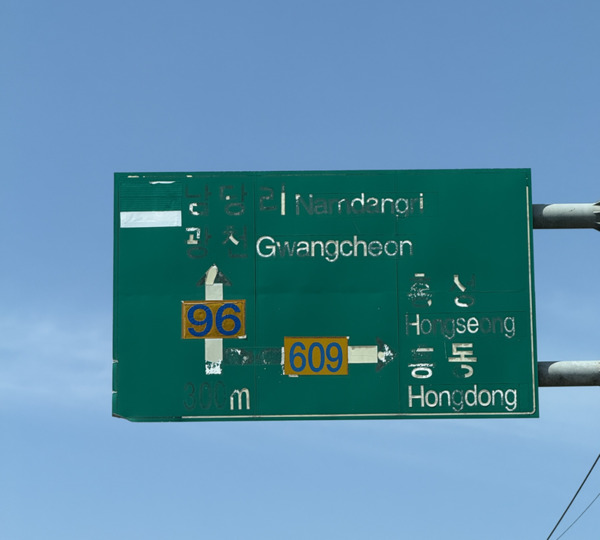 남당리 Namdangri
광천 Gwangcheon
홍성
Hongseong
96
609
홍동
Hongdong
300m